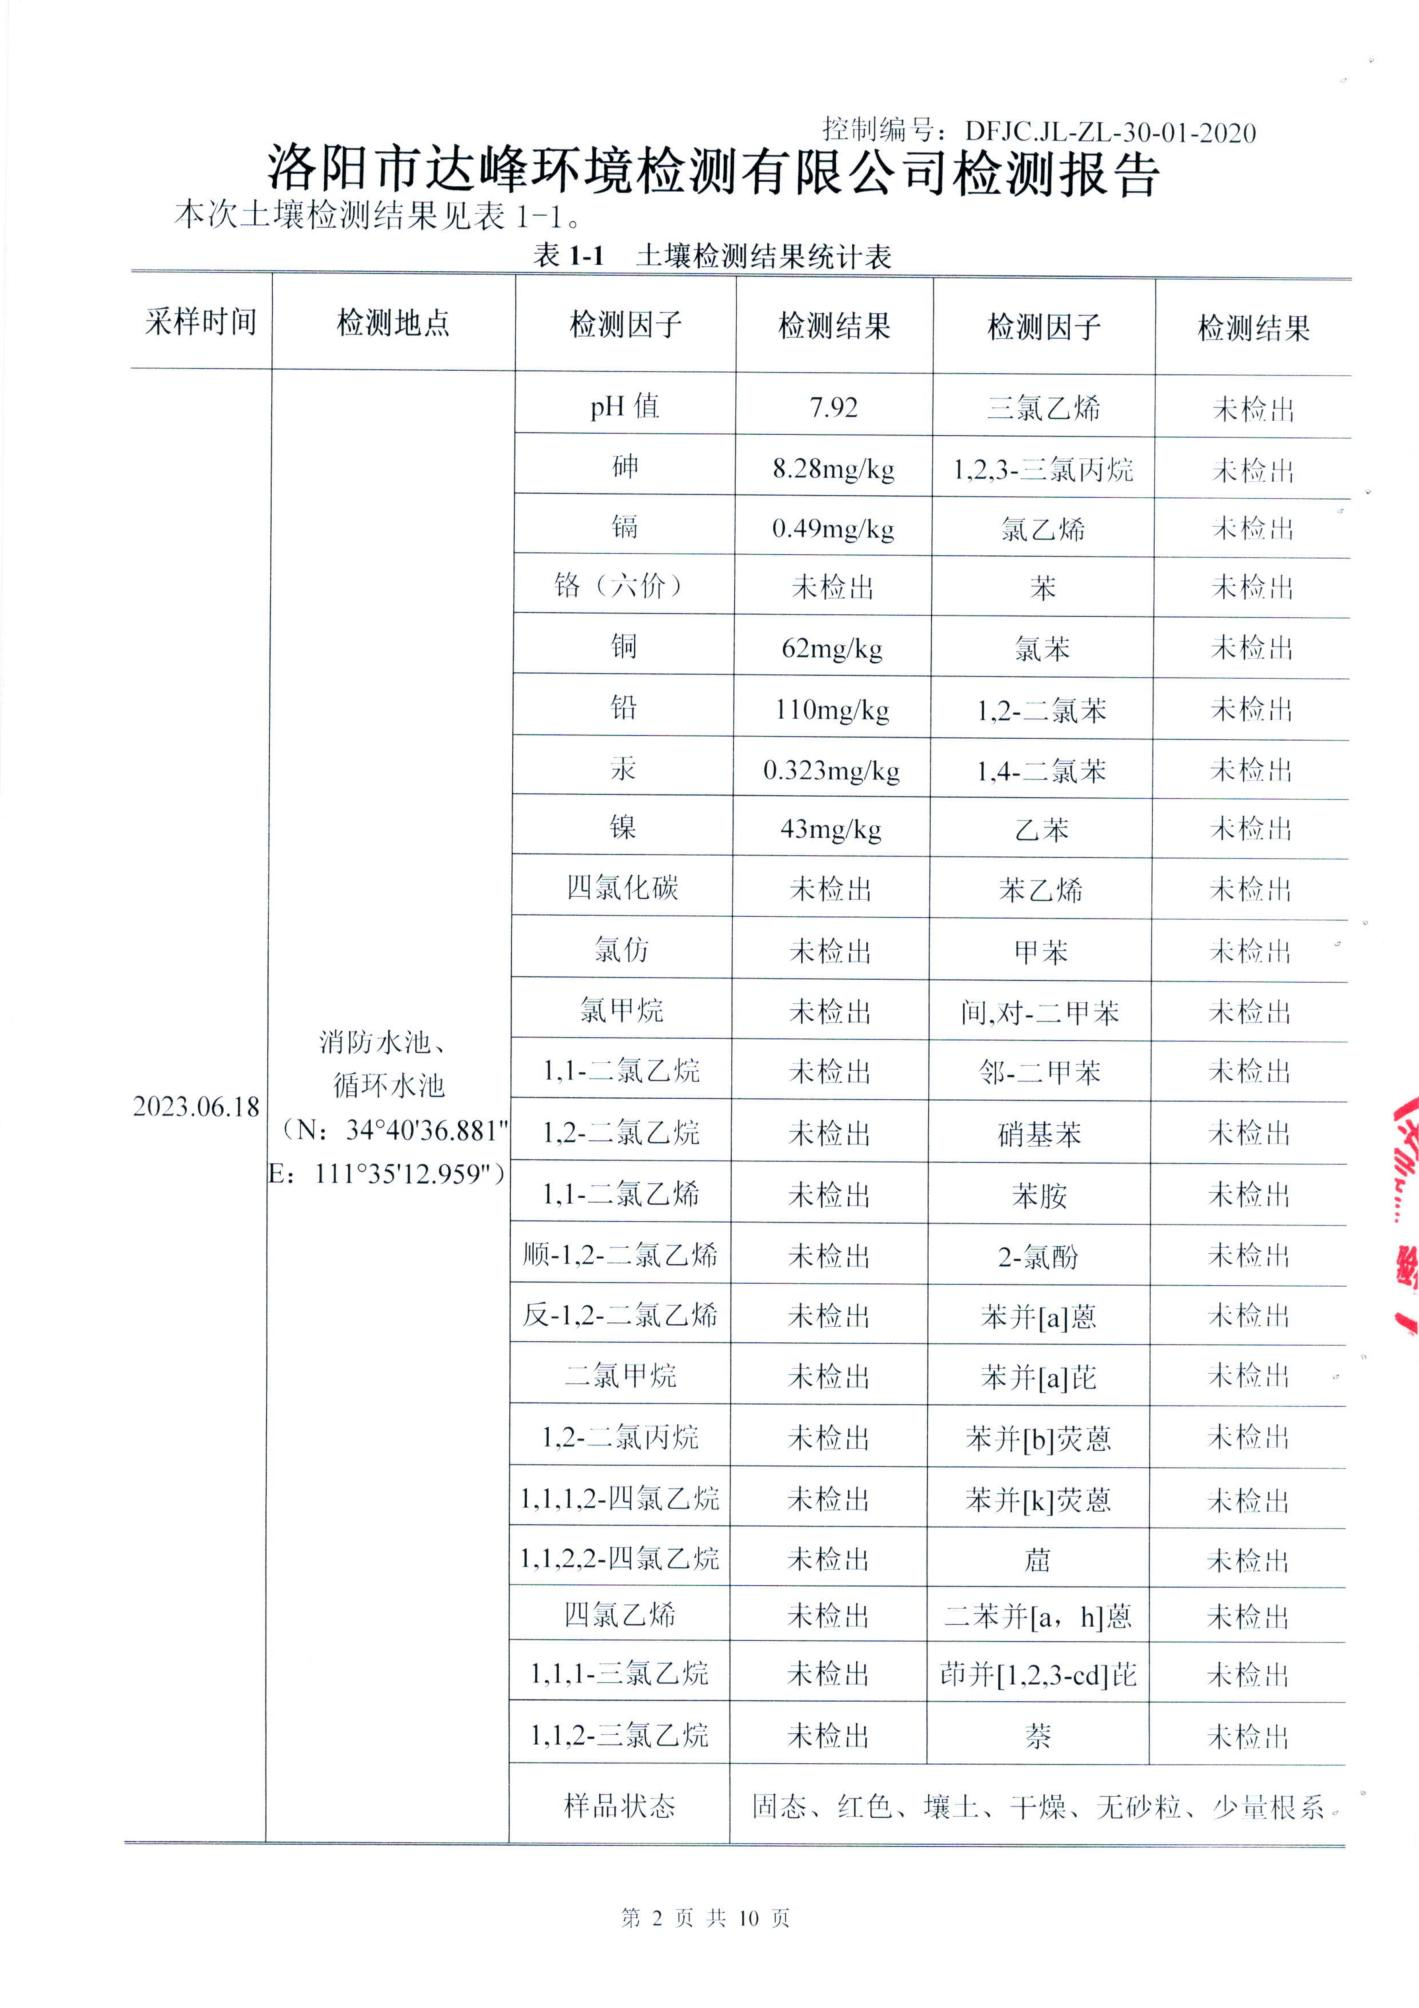 控制编号：DFJC.JL-ZL-30-01-2020
洛阳市达峰环境检测有限公司检测报告
本次土壤检测结果见表 1-1。
表 1-1 土壤检测结果统计表
采样时间 检测地点 检测因子 检测结果 检测因子 检测结果
pH 值 7.92 三氯乙烯 未检出
砷 8.28mg/kg 1,2,3-三氯丙烷 未检出
镉 0.49mg/kg 氯乙烯 未检出
铬（六价） 未检出 苯 未检出
铜 62mg/kg 氯苯 未检出
铅 110mg/kg 1,2-二氯苯 未检出
汞 0.323mg/kg 1,4-二氯苯 未检出
镍 43mg/kg 乙苯 未检出
四氯化碳 未检出 苯乙烯 未检出
氯仿 未检出 甲苯 未检出
氯甲烷 未检出 间,对-二甲苯 未检出
1,1-二氯乙烷 未检出 邻-二甲苯 未检出
1,2-二氯乙烷 未检出 硝基苯 未检出
1,1-二氯乙烯 未检出 苯胺 未检出
顺-1,2-二氯乙烯 未检出 2-氯酚 未检出
反-1,2-二氯乙烯 未检出 苯并[a]蒽 未检出
二氯甲烷 未检出 苯并[a]芘 未检出
1,2-二氯丙烷 未检出 苯并[b]荧蒽 未检出
1,1,1,2-四氯乙烷 未检出 苯并[k]荧蒽 未检出
1,1,2,2-四氯乙烷 未检出 䓛 未检出
四氯乙烯 未检出 二苯并[a，h]蒽 未检出
1,1,1-三氯乙烷 未检出 茚并[1,2,3-cd]芘 未检出
1,1,2-三氯乙烷 未检出 萘 未检出
样品状态 固态、红色、壤土、干燥、无砂粒、少量根系。
2023.06.18
消防水池、
循环水池
（N：34°40'36.881"
E：111°35'12.959"）
第 2 页 共 10 页